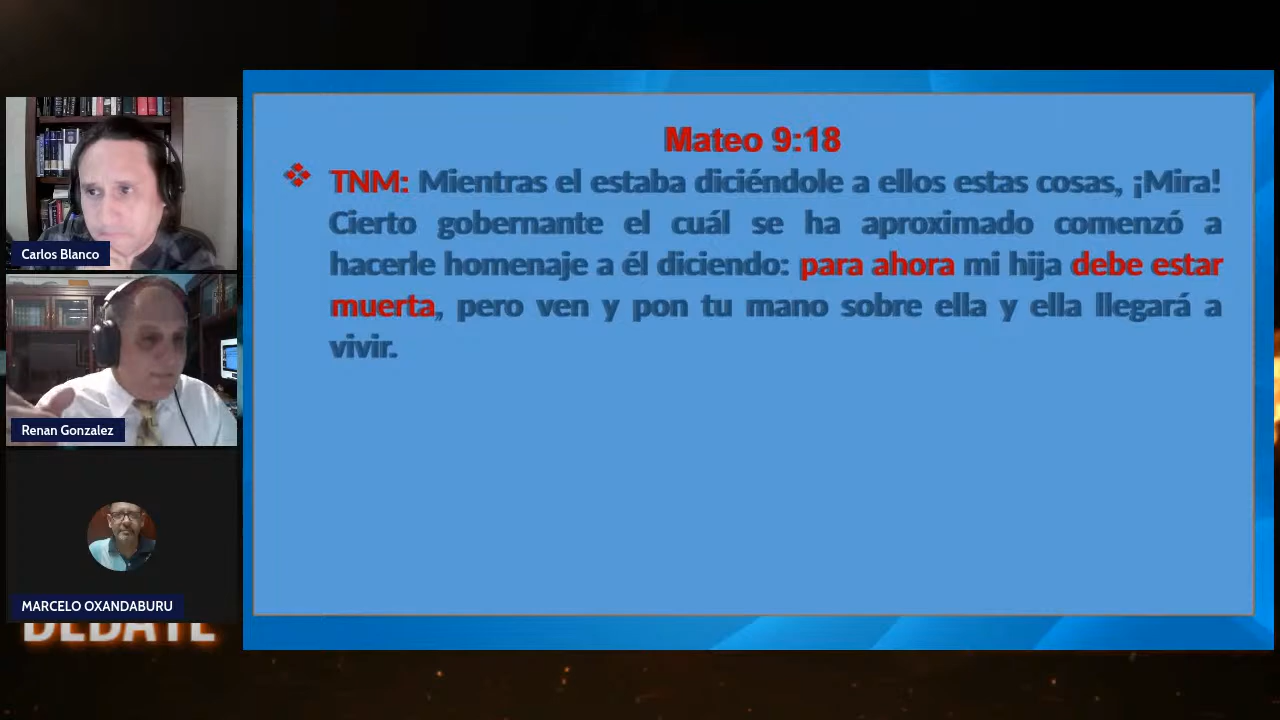 Mateo 9:18
TNM: Mientras el estaba diciéndole a ellos estas cosas, ¡Mira!
Cierto gobernante el cuál se ha aproximado comenzó a
hacerle homenaje a él diciendo: para ahora mi hija debe estar
muerta, pero ven y pon tu mano sobre ella y ella llegará a
vivir.
Carlos Blanco
Renan Gonzalez
MARCELO OXANDABURU
DEBATE